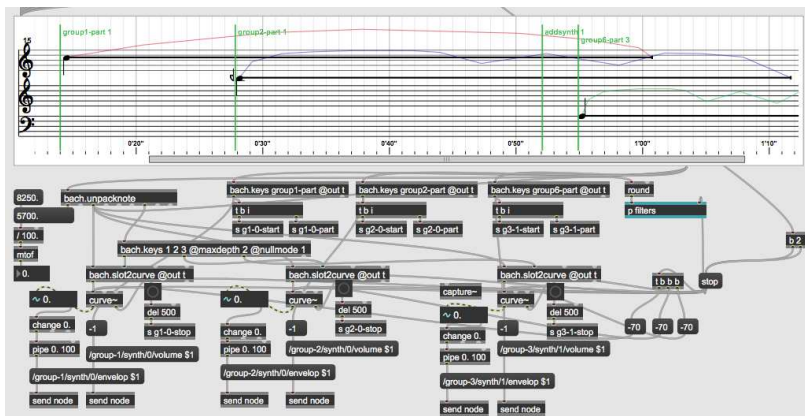 group1-part 1
group2-part 1
addsynth 1
group6-part 3
15
0'20"
0'30"
0'40"
0'50"
1'00"
1'10"
8250.
bach.unpacknote
bach.keys group1-part @out t
bach.keys group2-part @out t
bach.keys group6-part @out t
round
5700.
t b i
t b i
t b i
p filters
/ 100.
s g1-0-start
s g1-0-part
s g2-0-start
s g2-0-part
s g3-1-start
s g3-1-part
mtof
bach.keys 1 2 3 @maxdepth 2 @nullmode 1
b 2
0.
bach.slot2curve @out t
bach.slot2curve @out t
bach.slot2curve @out t
t b b b
stop
0.
curve~
0.
curve~
capture~
curve~
del 500
del 500
0.
del 500
change 0.
-1
s g1-0-stop
change 0.
-1
s g2-0-stop
change 0.
-1
s g3-1-stop
-70
-70
-70
pipe 0. 100
/group-1/synth/0/volume $1
pipe 0. 100
/group-2/synth/0/volume $1
pipe 0. 100
/group-3/synth/1/volume $1
/group-1/synth/0/envelop $1
/group-2/synth/0/envelop $1
/group-3/synth/1/envelop $1
send node
send node
send node
send node
send node
send node